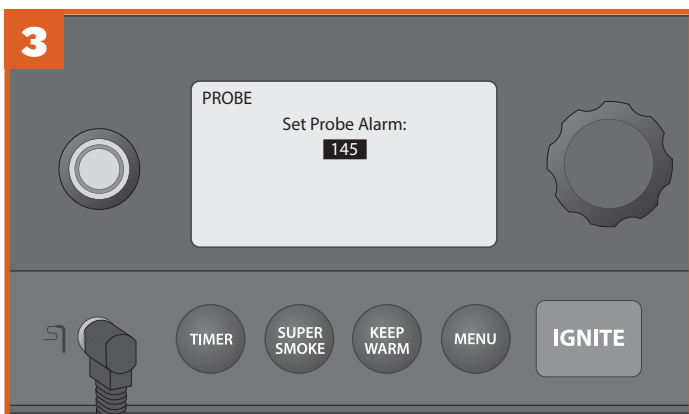 3
PROBE
Set Probe Alarm:
145
TIMER
SUPER
SMOKE
KEEP
WARM
MENU
IGNITE